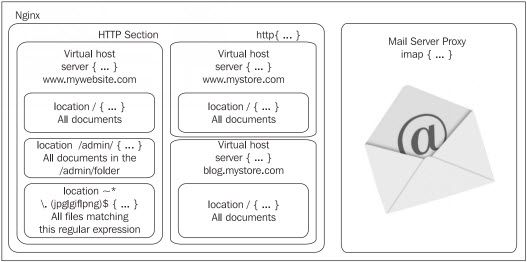 Nginx
HTTP Section
http{ ... }
Virtual host
server { ... }
www.mywebsite.com
location / { ... }
All documents
location /admin/ { ... }
All documents in the
/admin/folder
location ~*
\. (jpg|gif|png)$ { ... }
All files matching
this regular expression
Virtual host
server { ... }
www.mystore.com
location / { ... }
All documents
Virtual host
server { ... }
blog.mystore.com
location / { ... }
All documents
Mail Server Proxy
imap { ... }
@